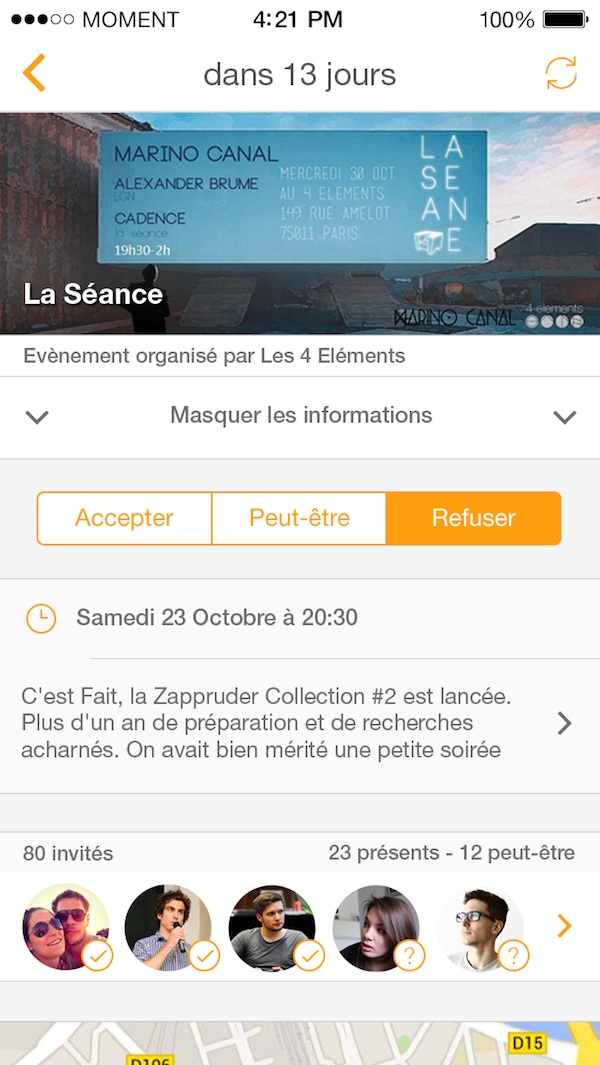 MOMENT 4:21 PM 100%
dans 13 jours
MARINO CANAL
ALEXANDER BRUME
LGN
CADENCE
la séance
19h30-2h
MERCREDI 30 OCT
AU 4 ELEMENTS
149 RUE AMELOT
75011 PARIS
LA
SE
AN
E
La Séance
MARINO CANAL
4 elements
Evènement organisé par Les 4 Eléments
Masquer les informations
Accepter Peut-être Refuser
Samedi 23 Octobre à 20:30
C'est Fait, la Zappruder Collection #2 est lancée.
Plus d'un an de préparation et de recherches
acharnés. On avait bien mérité une petite soirée
80 invités 23 présents - 12 peut-être
? ?
D15
D106